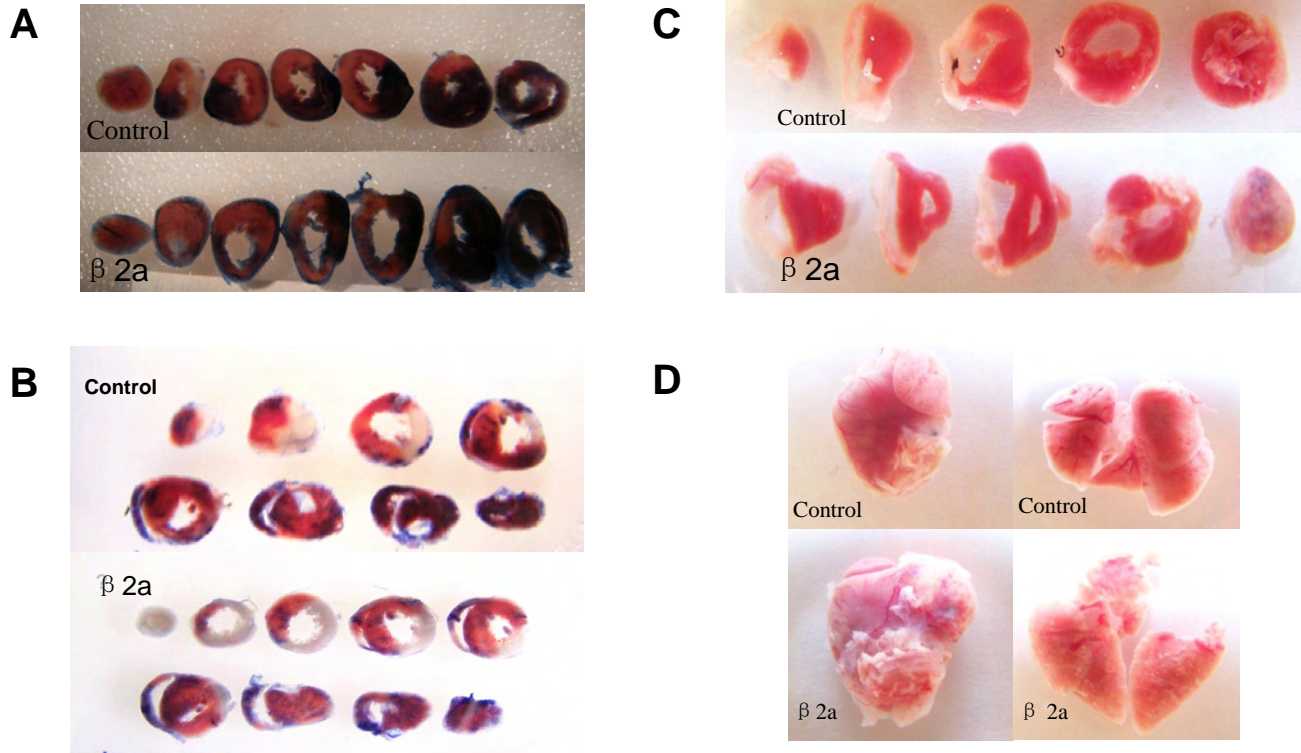 A
Control
β 2a
B
Control
β 2a
C
Control
β 2a
D
Control
Control
β 2a
β 2a